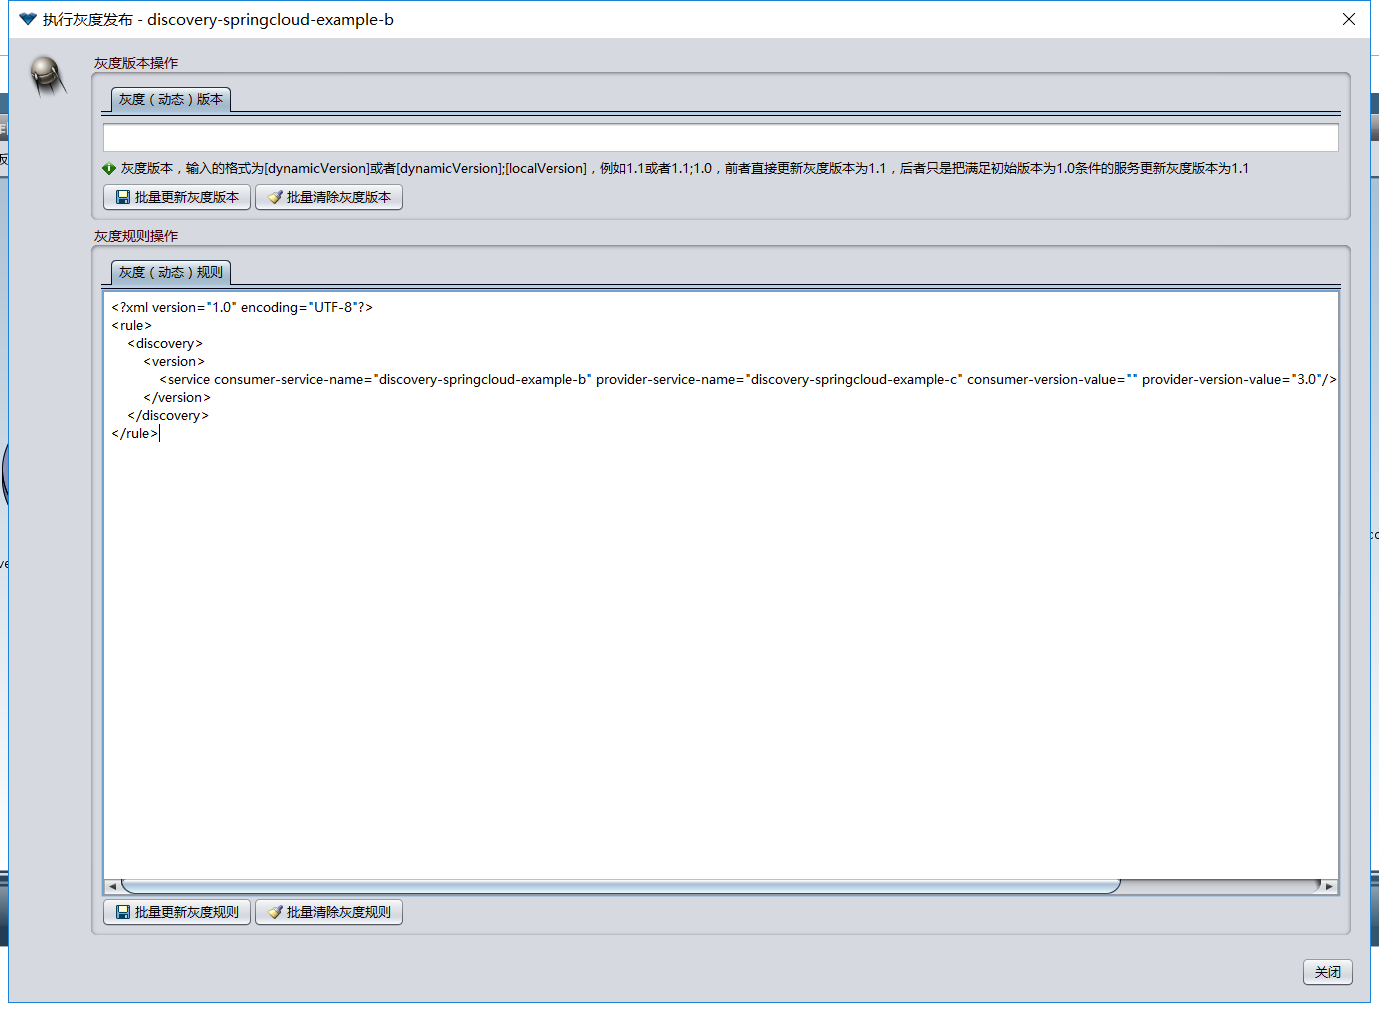 执行灰度发布 - discovery-springcloud-example-b
灰度版本操作
灰度（动态）版本
灰度版本，输入的格式为[dynamicVersion]或者[dynamicVersion];[localVersion]，例如1.1或者1.1;1.0，前者直接更新灰度版本为1.1，后者只是把满足初始版本为1.0条件的服务更新灰度版本为1.1
批量更新灰度版本 批量清除灰度版本
灰度规则操作
灰度（动态）规则
<?xml version="1.0" encoding="UTF-8"?>
<rule>
<discovery>
<version>
<service consumer-service-name="discovery-springcloud-example-b" provider-service-name="discovery-springcloud-example-c" consumer-version-value="" provider-version-value="3.0"/>
</version>
</discovery>
</rule>
批量更新灰度规则 批量清除灰度规则
关闭